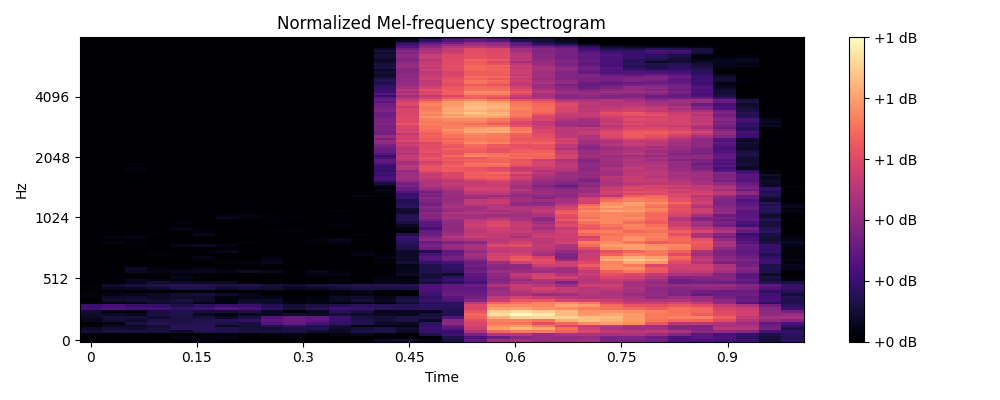 Normalized Mel-frequency spectrogram
Hz
4096
2048
1024
512
0
0 0.15 0.3 0.45 0.6 0.75 0.9
Time
+1 dB
+1 dB
+1 dB
+0 dB
+0 dB
+0 dB